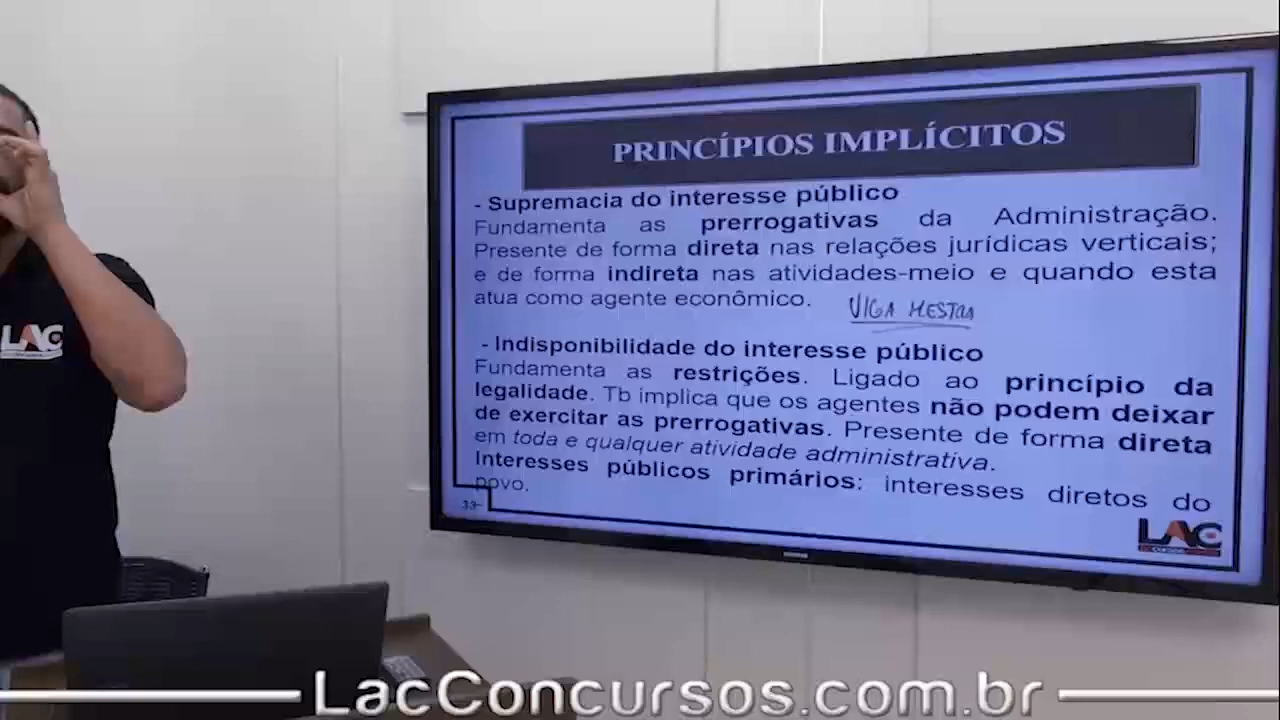 PRINCÍPIOS IMPLÍCITOS
- Supremacia do interesse público
Fundamenta as prerrogativas da Administração.
Presente de forma direta nas relações jurídicas verticais;
e de forma indireta nas atividades-meio e quando esta
atua como agente econômico.
VIGA MESTRA
- Indisponibilidade do interesse público
Fundamenta as restrições. Ligado ao princípio da
legalidade. Tb implica que os agentes não podem deixar
de exercitar as prerrogativas. Presente de forma direta
em toda e qualquer atividade administrativa.
Interesses públicos primários: interesses diretos do
povo.
33
LAC
CONCURSOS
LAC
LacConcursos.com.br